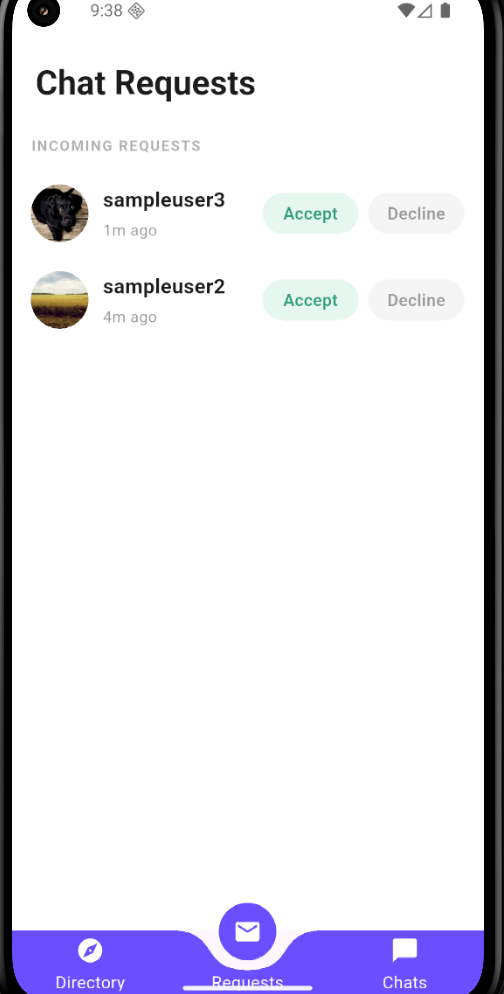 9:38
Chat Requests
INCOMING REQUESTS
sampleuser3
1m ago
Accept
Decline
sampleuser2
4m ago
Accept
Decline
Directory
Requests
Chats